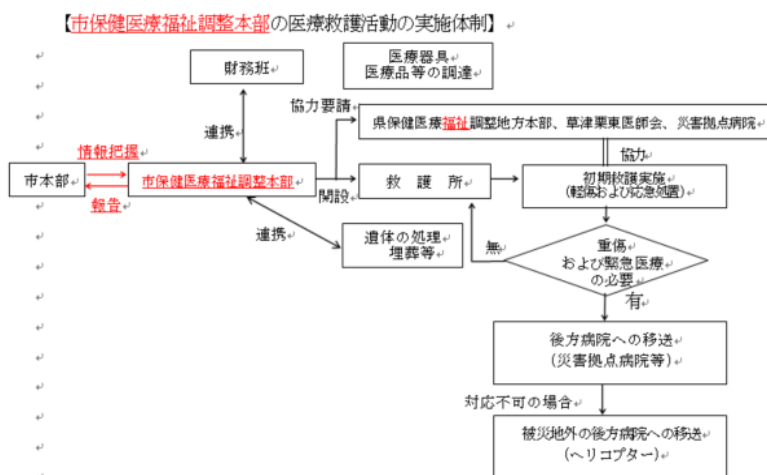 【市保健医療福祉調整本部の医療救護活動の実施体制】
財務班
医療器具
医療品等の調達
協力要請
連携
県保健医療福祉調整地方本部、草津栗東医師会、災害拠点病院
情報把握
協力
市本部
市保健医療福祉調整本部
開設
救護所
初期救護実施
(軽傷および応急処置)
報告
連携
遺体の処理
埋葬等
無
重傷
および緊急医療
の必要
有
後方病院への移送
(災害拠点病院等)
対応不可の場合
被災地外の後方病院への移送
(ヘリコプター)